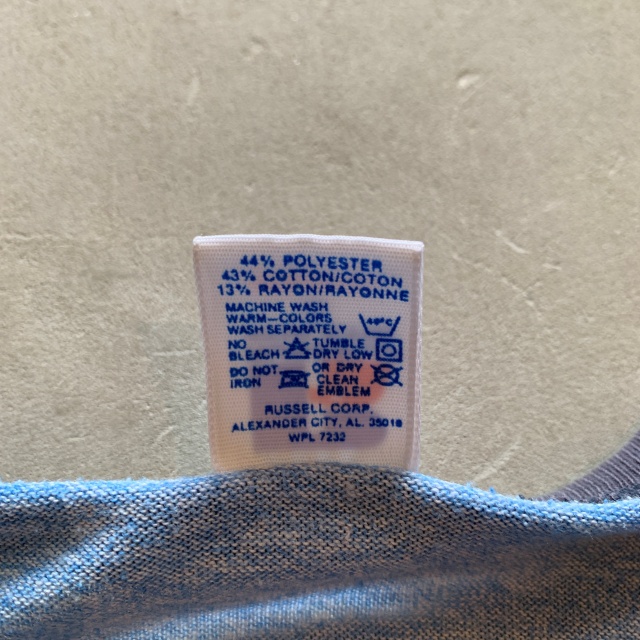 44% POLYESTER
43% COTTON/COTON
13% RAYON/RAYONNE
MACHINE WASH
WARM-COLORS
WASH SEPARATELY
NO BLEACH
TUMBLE DRY LOW
DO NOT IRON
OR DRY CLEAN EMBLEM
RUSSELL CORP.
ALEXANDER CITY, AL. 35010
WPL 7232